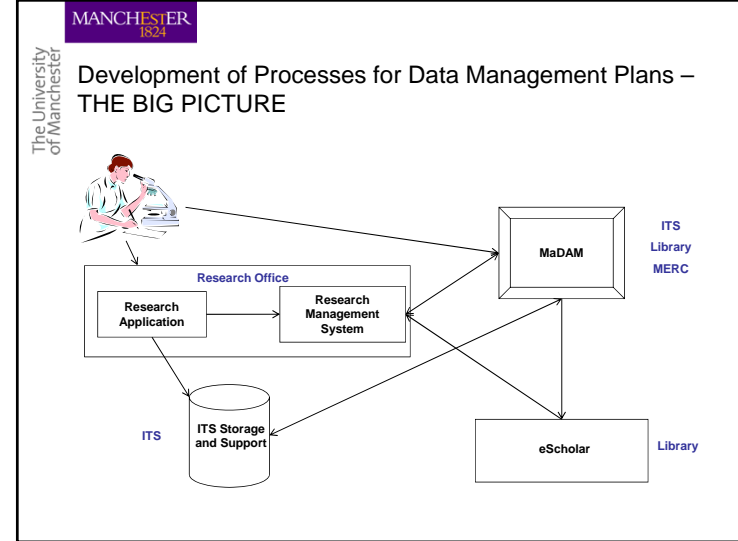 MANCHESTER
1824
The University
of Manchester
Development of Processes for Data Management Plans –
THE BIG PICTURE
Research Office
Research
Application
Research
Management
System
MaDAM
ITS
Library
MERC
ITS
ITS Storage
and Support
eScholar
Library